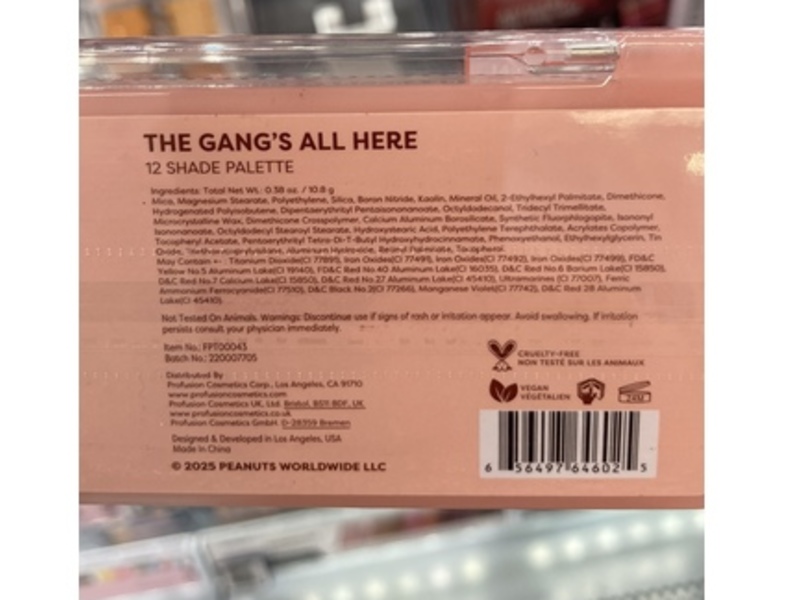 THE GANG'S ALL HERE
12 SHADE PALETTE
Ingredients: Total Net Wt.: 0.38 oz. / 10.8 g
Mica, Magnesium Stearate, Polyethylene, Silica, Boron Nitride, Kaolin, Mineral Oil, 2-Ethylhexyl Palmitate, Dimethicone,
Hydrogenated Polyisobutene, Dipentaerythrityl Pentaisononanoate, Octyldodecanol, Tridecyl Trimellitate,
Microcrystalline Wax, Dimethicone Crosspolymer, Calcium Aluminum Borosilicate, Synthetic Fluorphlogopite, Isononyl
Isononanoate, Octyldodecyl Stearoyl Stearate, Hydroxystearic Acid, Polyethylene Terephthalate, Acrylates Copolymer,
Tocopheryl Acetate, Pentaerythrityl Tetra-Di-T-Butyl Hydroxyhydrocinnamate, Phenoxyethanol, Ethylhexylglycerin, Tin
Oxide, Triethoxycaprylylsilane, Aluminum Hydroxide, Retinyl Palmitate, Tocopherol.
May Contain +-: Titanium Dioxide(CI 77891), Iron Oxides(CI 77491), Iron Oxides(CI 77492), Iron Oxides(CI 77499), FD&C
Yellow No.5 Aluminum Lake(CI 19140), FD&C Red No.40 Aluminum Lake(CI 16035), D&C Red No.6 Barium Lake(CI 15850),
D&C Red No.7 Calcium Lake(CI 15850), D&C Red No.27 Aluminum Lake(CI 45410), Ultramarines (CI 77007), Ferric
Ammonium Ferrocyanide(CI 77510), D&C Black No.2(CI 77266), Manganese Violet(CI 77742), D&C Red 28 Aluminum
Lake(CI 45410).
Not Tested On Animals. Warnings: Discontinue use if signs of rash or irritation appear. Avoid swallowing. If irritation
persists consult your physician immediately.
Item No.: FPT00043
Batch No.: 220007705
Distributed By
Profusion Cosmetics Corp., Los Angeles, CA 91710
www.profusioncosmetics.com
Profusion Cosmetics UK, Ltd. Bristol, BS11 8DF, UK
www.profusioncosmetics.co.uk
Profusion Cosmetics GmbH. D-28359 Bremen
Designed & Developed in Los Angeles, USA
Made in China
© 2025 PEANUTS WORLDWIDE LLC
CRUELTY-FREE
NON TESTÉ SUR LES ANIMAUX
VEGAN
VÉGÉTALIEN
24M
6 56497 64602 5